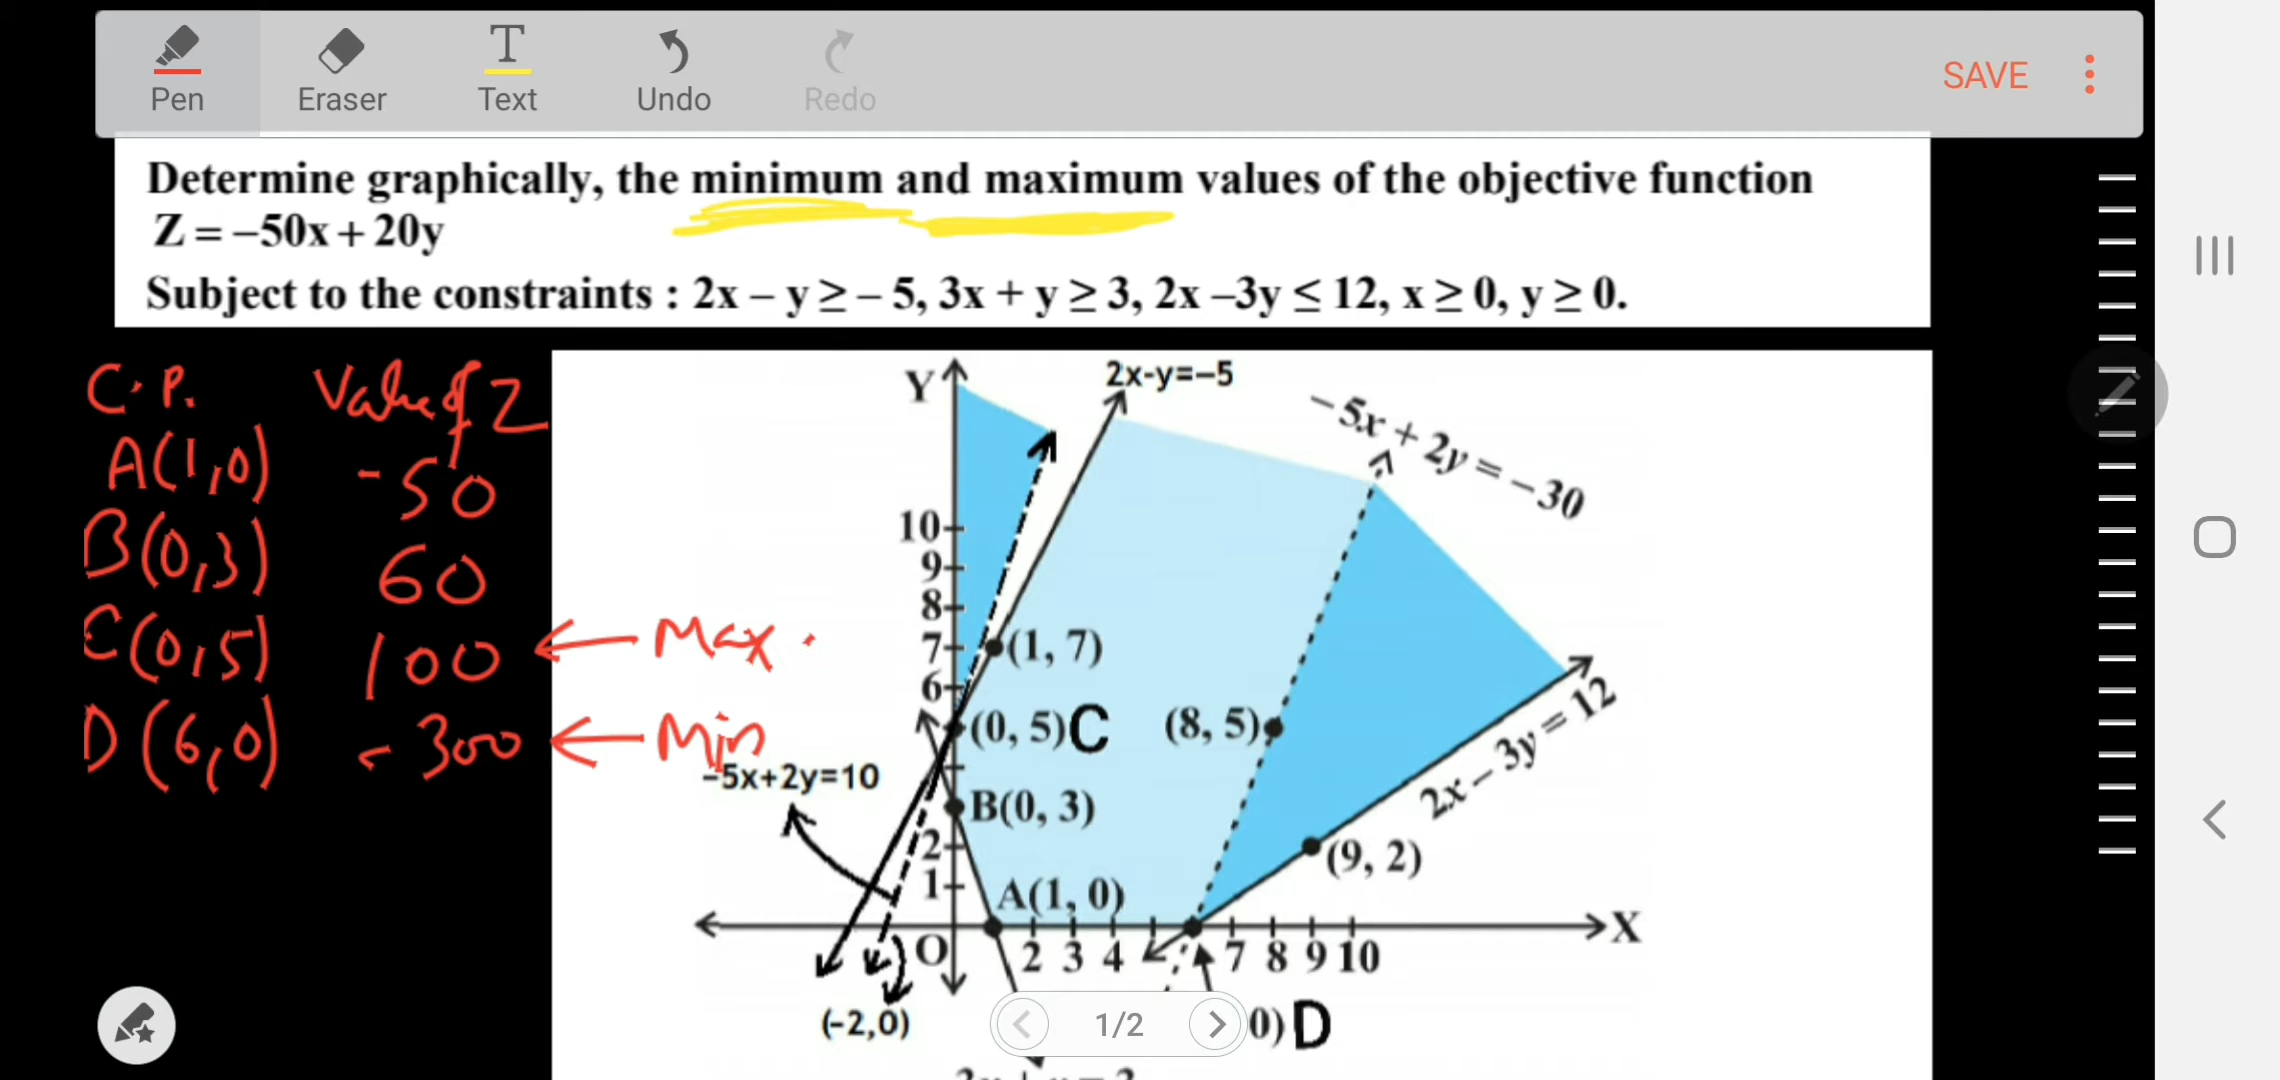 Pen Eraser Text Undo Redo SAVE
T
Determine graphically, the minimum and maximum values of the objective function
Z = −50x + 20y
Subject to the constraints : 2x – y ≥ – 5, 3x + y ≥ 3, 2x –3y ≤ 12, x ≥ 0, y ≥ 0.
C.P. Value of Z
A(1,0) -50
B(0,3) 60
C(0,5) 100 ← Max.
D(6,0) -300 ← Min
Y
2x-y=-5
−5x + 2y = −30
10
9
8
7
(1, 7)
6
(0, 5)C
(8, 5)
2x – 3y = 12
-5x+2y=10
B(0, 3)
2
(9, 2)
1
A(1, 0)
X
O
2 3 4 7 8 9 10
(-2,0)
1/2
0) D